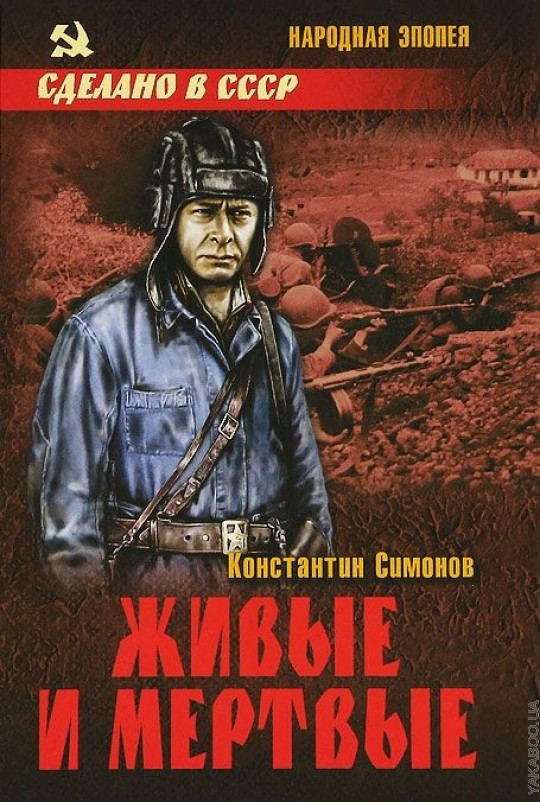 НАРОДНАЯ ЭПОПЕЯ
СДЕЛАНО В СССР
КОНСТАНТИН СИМОНОВ
ЖИВЫЕ
И МЕРТВЫЕ
YAKABOO.UA